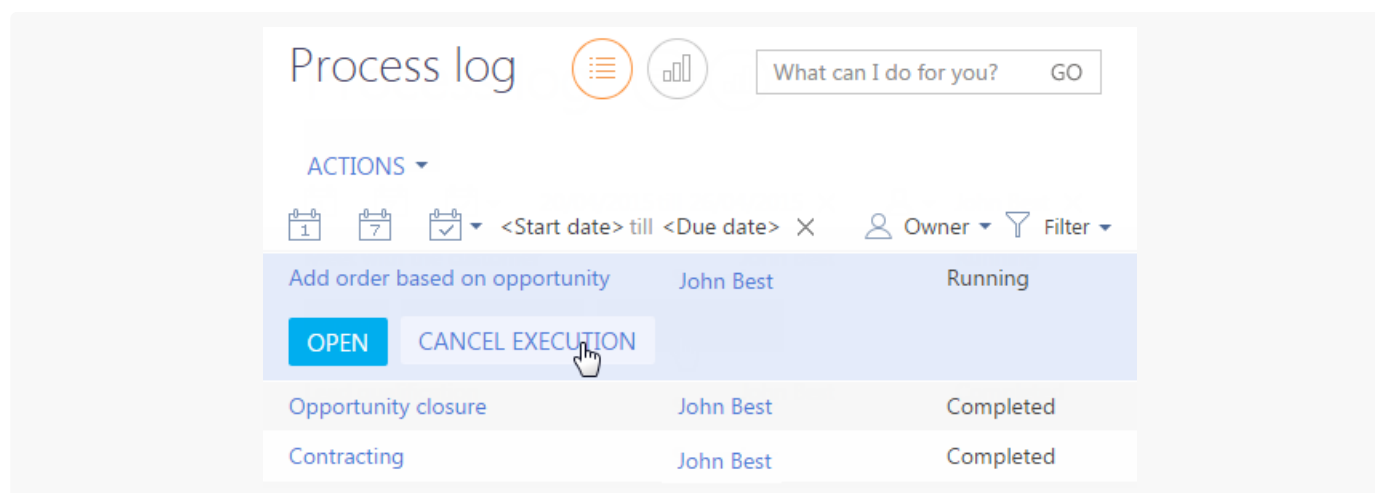 Process log What can I do for you? GO
ACTIONS
1 7 <Start date> till <Due date> Owner Filter
Add order based on opportunity John Best Running
OPEN CANCEL EXECUTION
Opportunity closure John Best Completed
Contracting John Best Completed